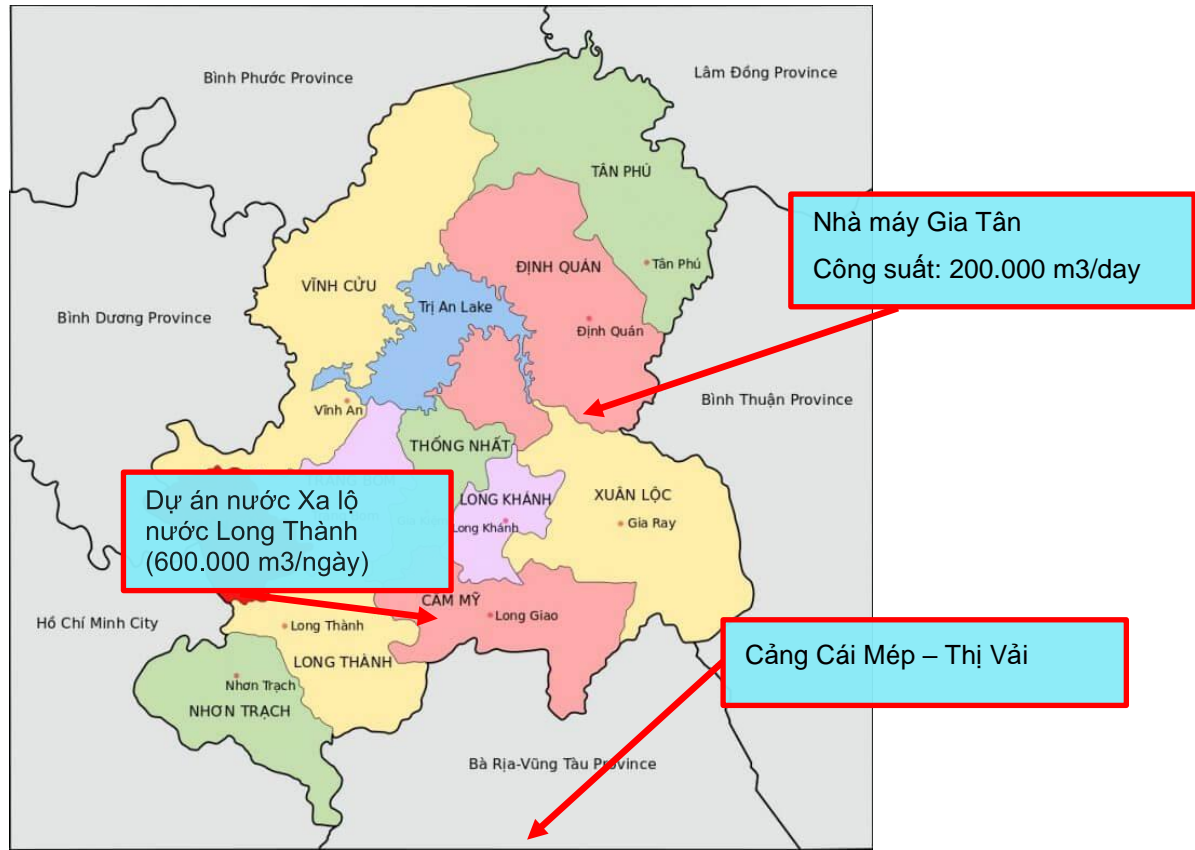 Bình Phước Province
Lâm Đồng Province
TÂN PHÚ
Nhà máy Gia Tân
Công suất: 200.000 m3/day
ĐỊNH QUÁN
Tân Phú
VĨNH CỬU
Trị An Lake
Bình Dương Province
Định Quán
Bình Thuận Province
Vĩnh An
THỐNG NHẤT
Dự án nước Xa lộ
nước Long Thành
(600.000 m3/ngày)
LONG KHÁNH
Long Khánh
XUÂN LỘC
Gia Ray
CẨM MỸ
Long Giao
Hồ Chí Minh City
Long Thành
LONG THÀNH
Cảng Cái Mép – Thị Vải
Nhơn Trạch
NHƠN TRẠCH
Bà Rịa-Vũng Tàu Province